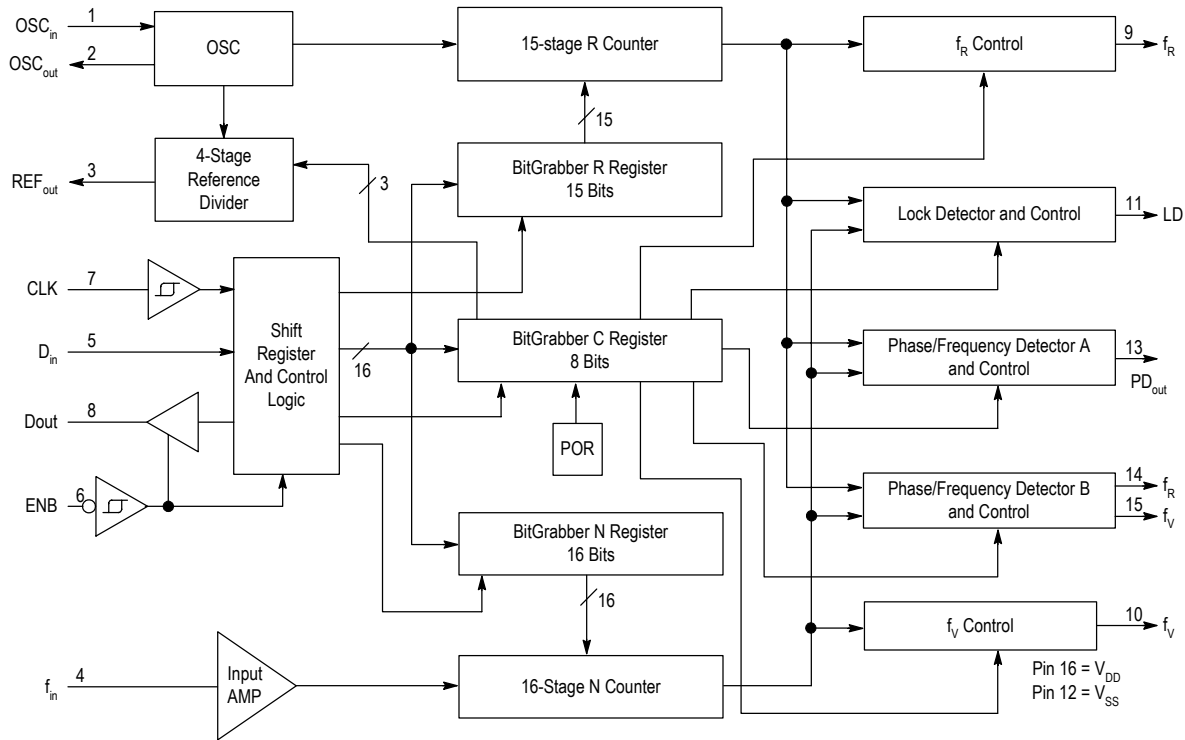 OSCin
1
OSCout
2
OSC
15-stage R Counter
fR Control
9
fR
15
REFout
3
4-Stage
Reference
Divider
3
BitGrabber R Register
15 Bits
Lock Detector and Control
11
LD
CLK
7
Din
5
Dout
8
ENB
6
Shift
Register
And Control
Logic
16
BitGrabber C Register
8 Bits
POR
Phase/Frequency Detector A
and Control
13
PDout
Phase/Frequency Detector B
and Control
14
fR
15
fV
BitGrabber N Register
16 Bits
16
fV Control
10
fV
fin
4
Input
AMP
16-Stage N Counter
Pin 16 = VDD
Pin 12 = VSS